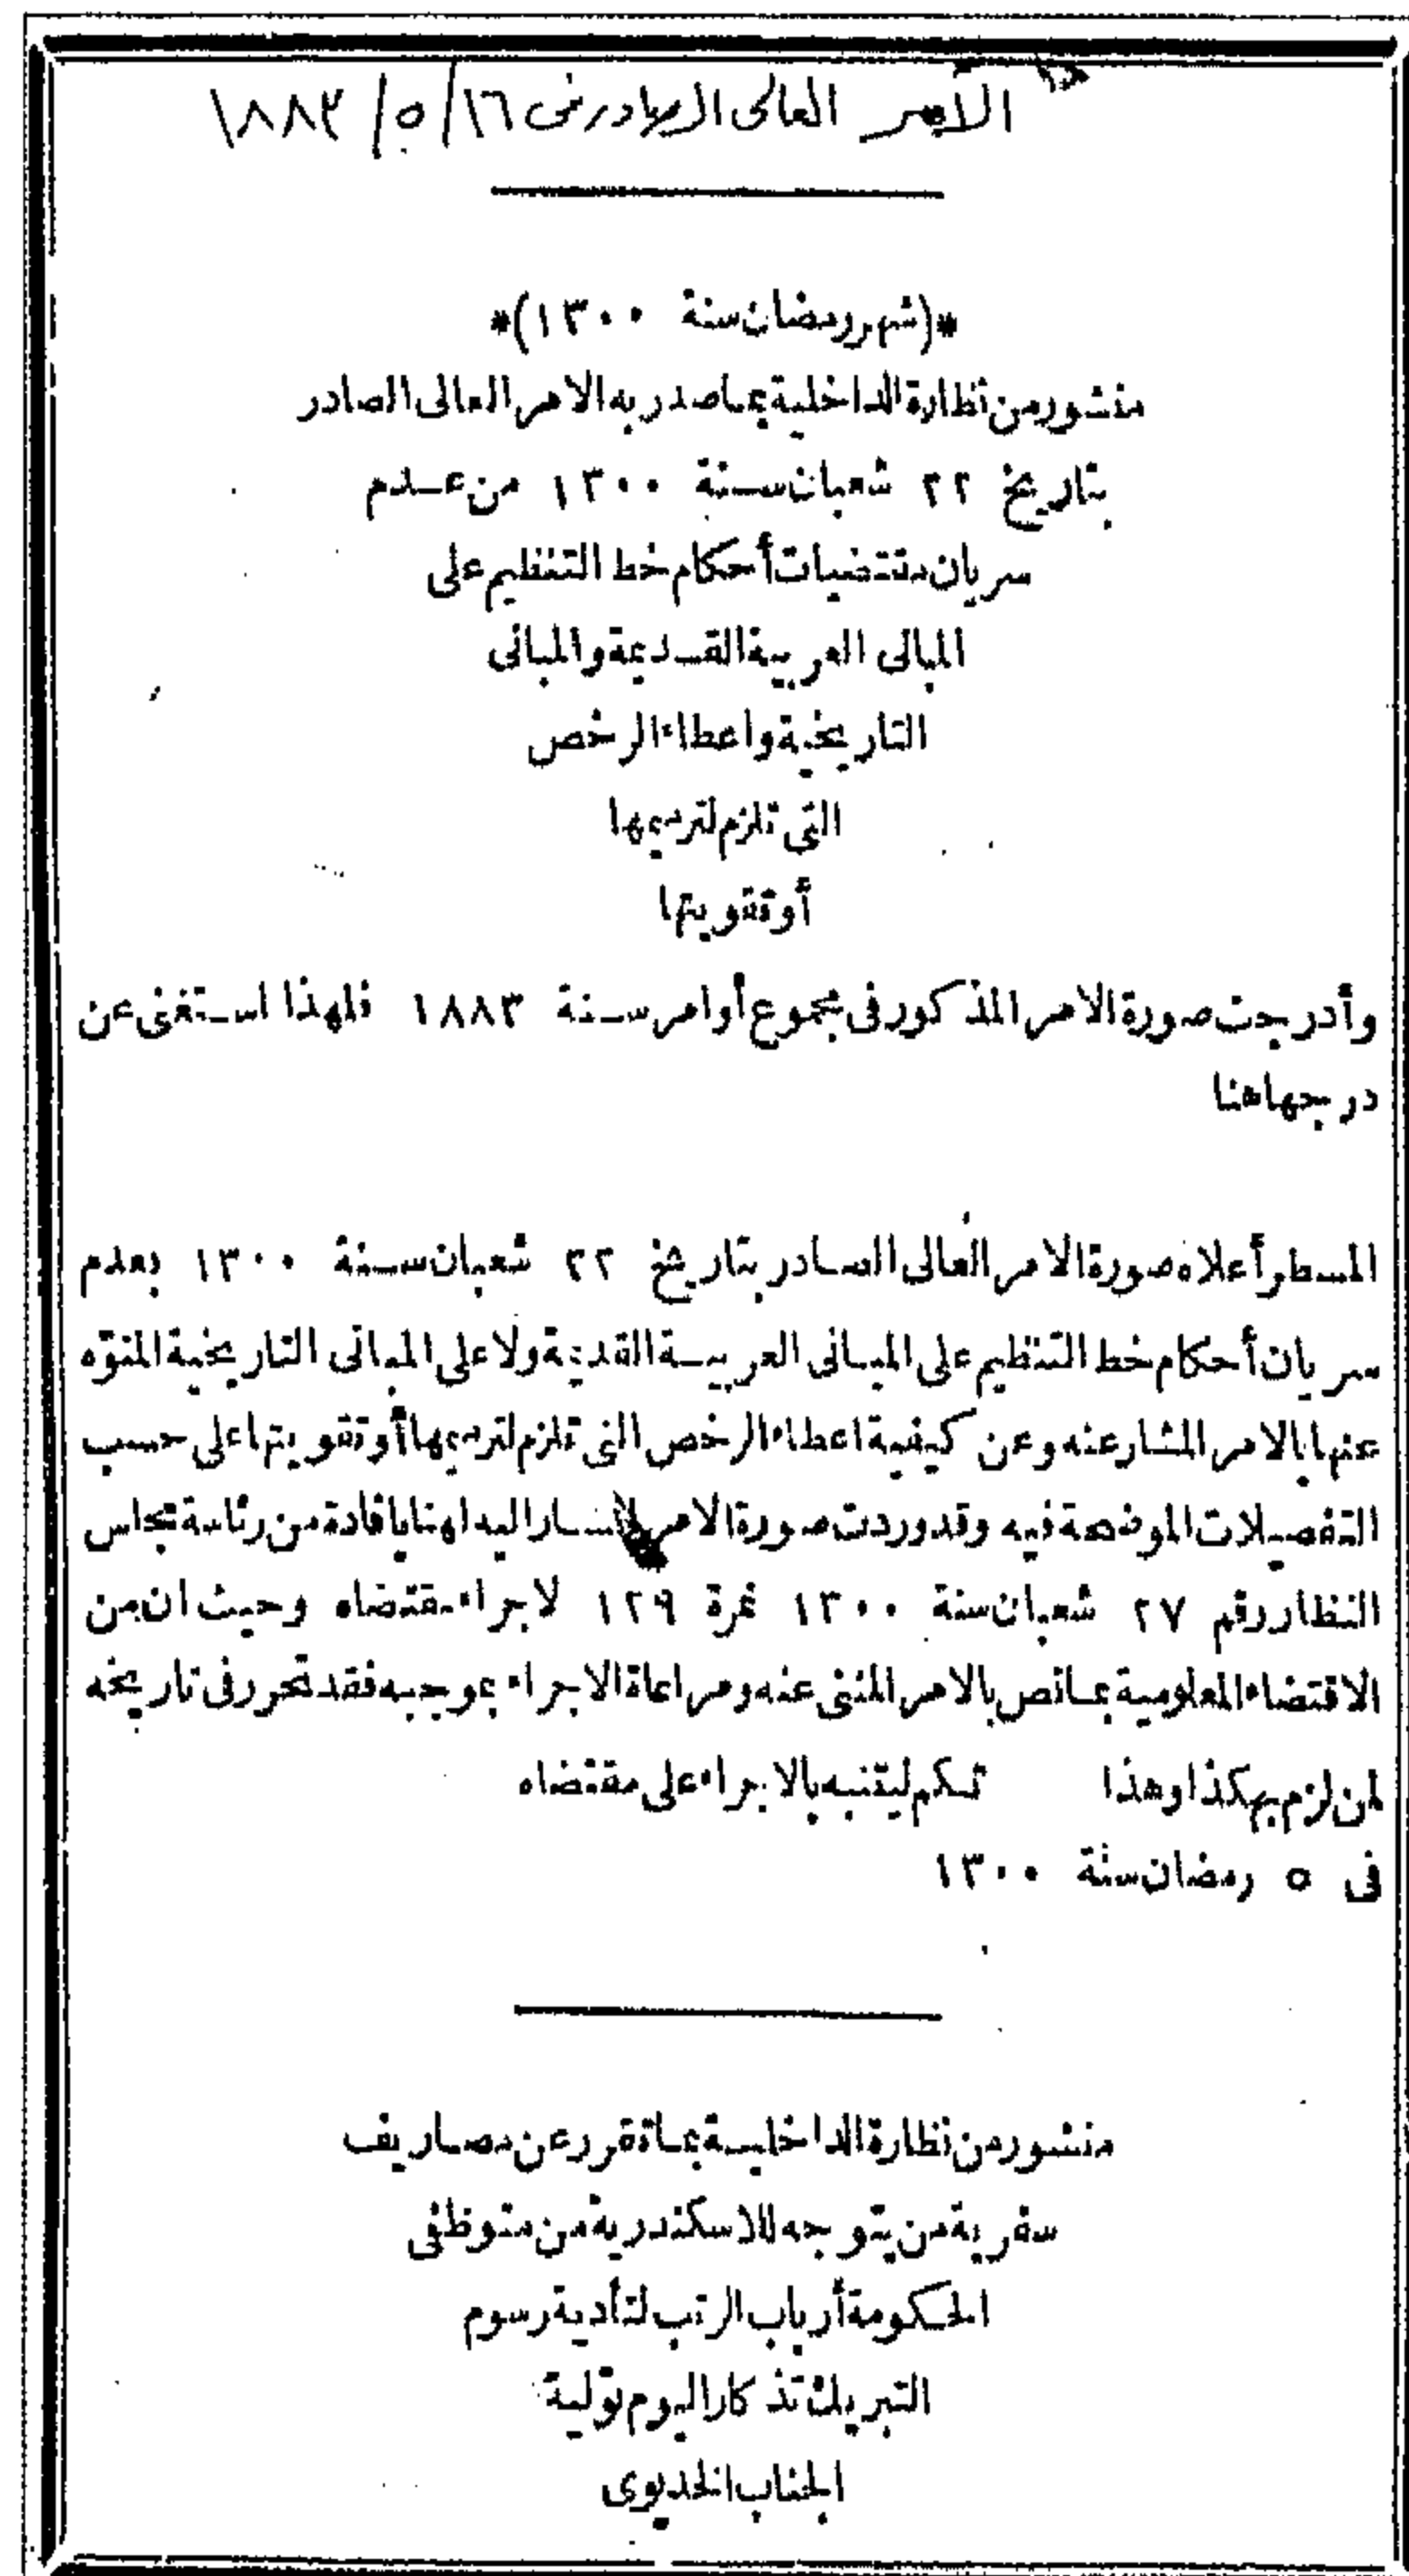 الأمر العالى الصادر فى ١٦/٥/١٨٨٣
*(شهر رمضان سنة ١٣٠٠)*
منشور من نظارة الداخلية بما صدر به الامر العالى الصادر
بتاريخ ٢٢ شعبان سنة ١٣٠٠ من عدم
سريان مقتضيات أحكام خط التنظيم على
المبانى العربية القديمة والمبانى
التاريخية واعطاء الرخص
التى تلزم لترميمها
أو تقويتها
وأدرجت صورة الامر المذكور فى مجموع أوامر سنة ١٨٨٣ فلهذا استغنى عن
درجها هنا
المسطر أعلاه صورة الامر العالى الصادر بتاريخ ٢٢ شعبان سنة ١٣٠٠ بعدم
سريان أحكام خط التنظيم على المبانى العربية القديمة ولا على المبانى التاريخية المنوّه
عنها بالامر المشار عنه وعن كيفية اعطاء الرخص التى تلزم لترميمها أو تقويتها على حسب
التفصيلات الموضحة فيه وقد وردت صورة الامر المشار اليه لهنا بافادة من رئاسة مجلس
النظار رقم ٢٧ شعبان سنة ١٣٠٠ نمرة ١٢٩ لاجراء مقتضاه وحيث ان من
الاقتضاء المعلومية بما نص بالامر المنبى عنه ومراعاة الاجراء بموجبه فقد تحرر فى تاريخه
لمن لزم بهكذا وهذا لكم ليتنبه بالاجراء على مقتضاه
فى ٥ رمضان سنة ١٣٠٠
منشور من نظارة الداخلية بما تقرر عن مصاريف
سفرية من يتوجه للاسكندرية من متوظفى
الحكومة أرباب الرتب لتأدية رسوم
التبريك تذكارا ليوم تولية
الجناب الخديوى